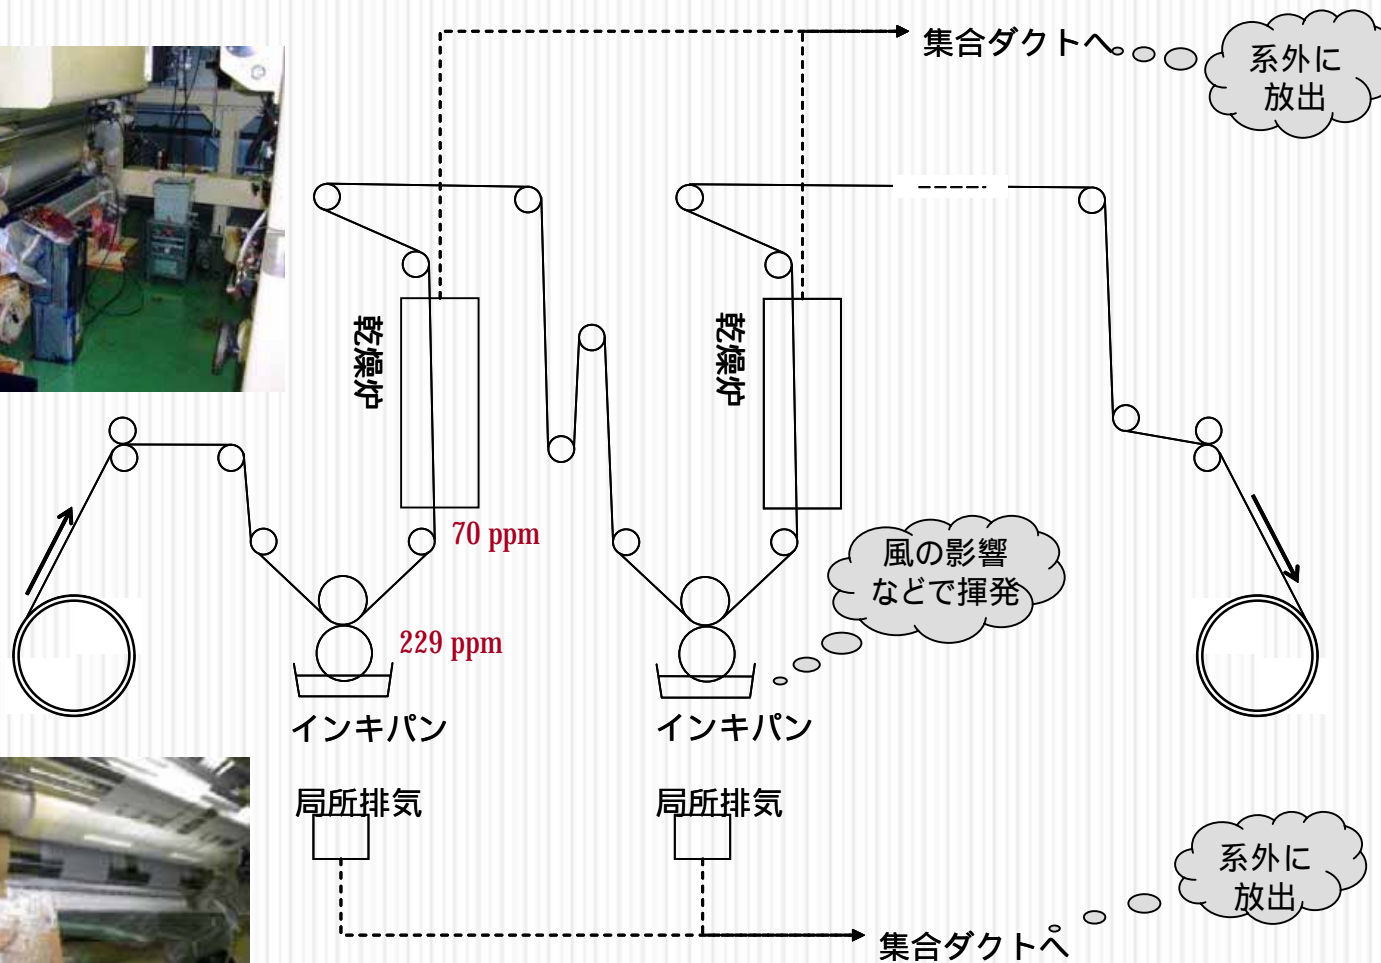 集合ダクトへ
系外に
放出
乾燥炉
乾燥炉
70 ppm
229 ppm
風の影響
などで揮発
インキパン
インキパン
局所排気
局所排気
系外に
放出
集合ダクトへ